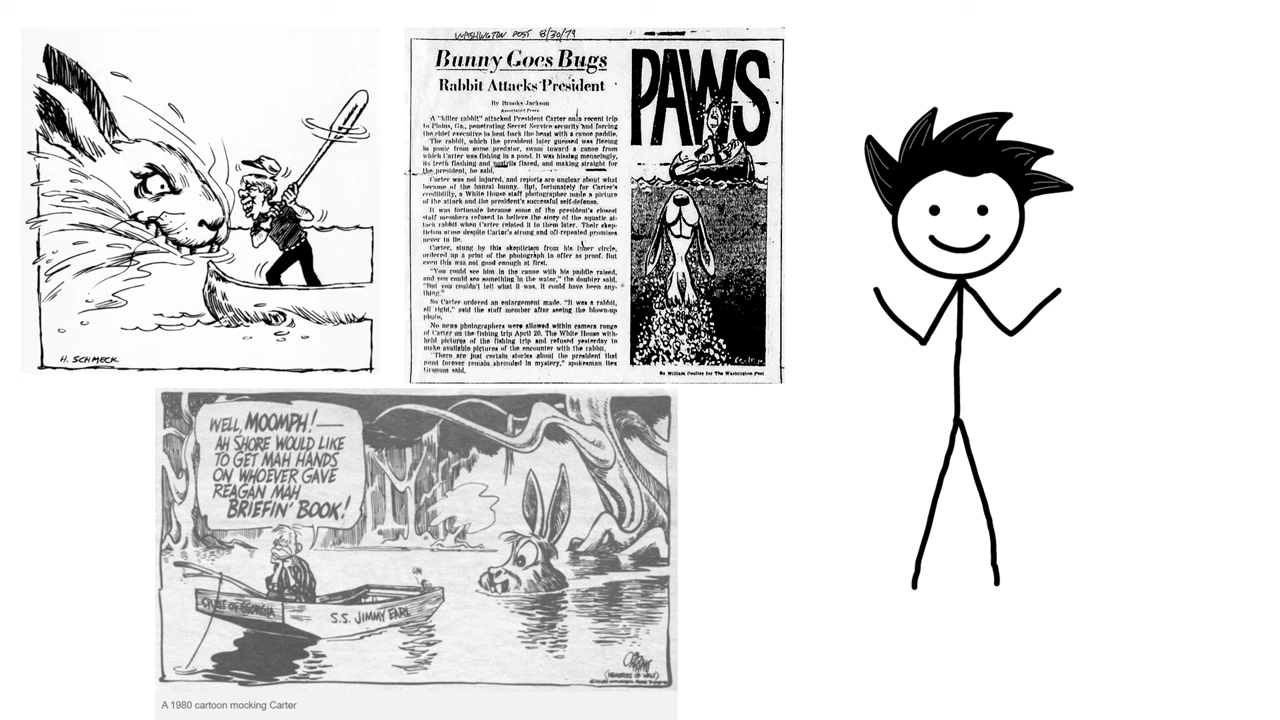 H. SCHMECK
WASHINGTON POST 8/30/79
Bunny Goes Bugs
Rabbit Attacks President
By Brooks Jackson
Associated Press
A "killer rabbit" attacked President Carter on a recent trip
to Plains, Ga., penetrating Secret Service security and forcing
the chief executive to beat back the beast with a canoe paddle.
The rabbit, which the president later guessed was fleeing
in panic from some predator, swam toward a canoe from
which Carter was fishing in a pond. It was hissing menacingly,
its teeth flashing and nostrils flared, and making straight for
the president, he said.
Carter was not injured, and reports are unclear about what
became of the banzai bunny. But, fortunately for Carter's
credibility, a White House staff photographer made a picture
of the attack and the president's successful self-defense.
It was fortunate because some of the president's closest
staff members refused to believe the story of the aquatic at-
tack rabbit when Carter related it to them later. Their skep-
ticism arose despite Carter's strong and oft-repeated promises
never to lie.
Carter, stung by this skepticism from his inner circle,
ordered up a print of the photograph to offer as proof. But
even this was not good enough at first.
"You could see him in the canoe with his paddle raised,
and you could see something in the water," the doubter said.
"But you couldn't tell what it was. It could have been any-
thing."
So Carter ordered an enlargement made. "It was a rabbit,
all right," said the staff member after seeing the blown-up
photo.
No news photographers were allowed within camera range
of Carter on the fishing trip April 20. The White House with-
held pictures of the fishing trip and refused yesterday to
make available pictures of the encounter with the rabbit.
"There are just certain stories about the president that
must forever remain shrouded in mystery," spokesman Rex
Granum said.
PAWS
By William Coulter for The Washington Post
WELL, MOOMPH!—
AH SHORE WOULD LIKE
TO GET MAH HANDS
ON WHOEVER GAVE
REAGAN MAH
BRIEFIN' BOOK!
UM
SPIRIT OF GEORGIA
S.S. JIMMY EARL
A 1980 cartoon mocking Carter